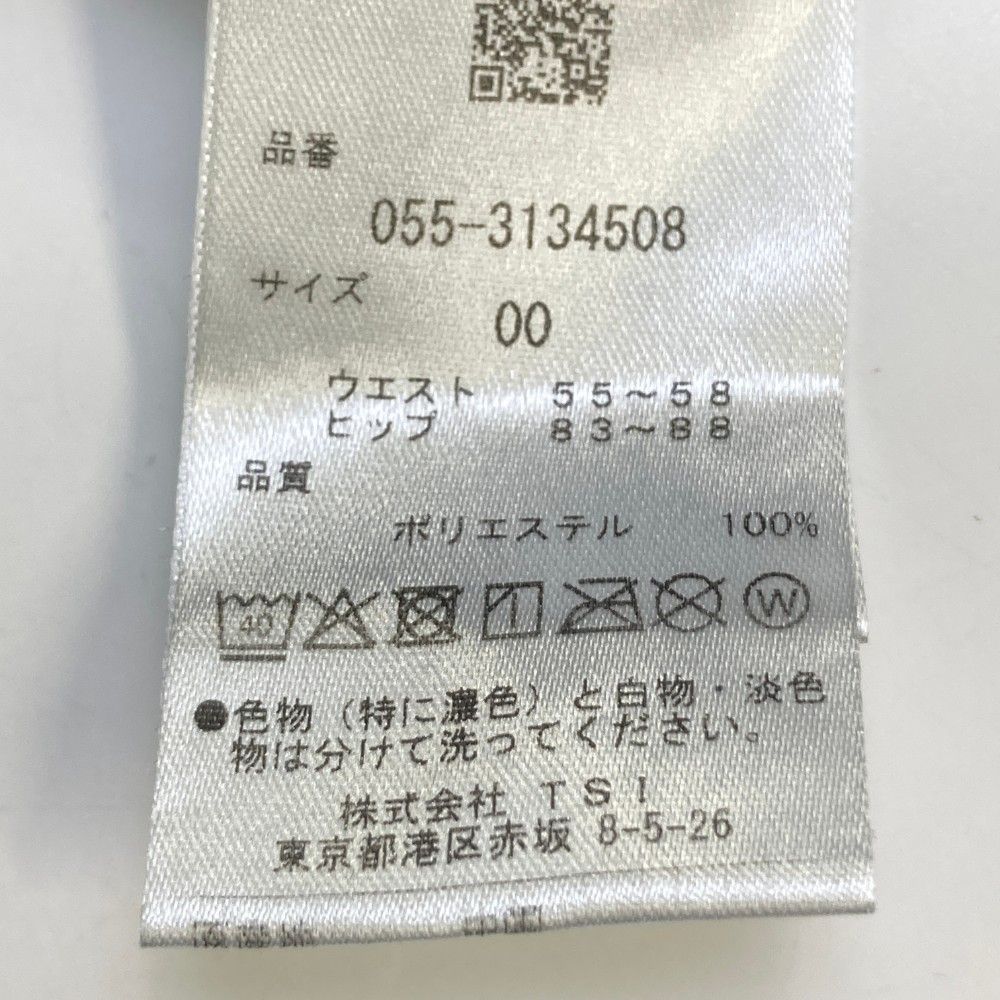 品番
055-3134508
サイズ
00
ウエスト 55～58
ヒップ 83～88
品質
ポリエステル 100%
40 W
●色物（特に濃色）と白物・淡色
物は分けて洗ってください。
株式会社 TSI
東京都港区赤坂 8-5-26